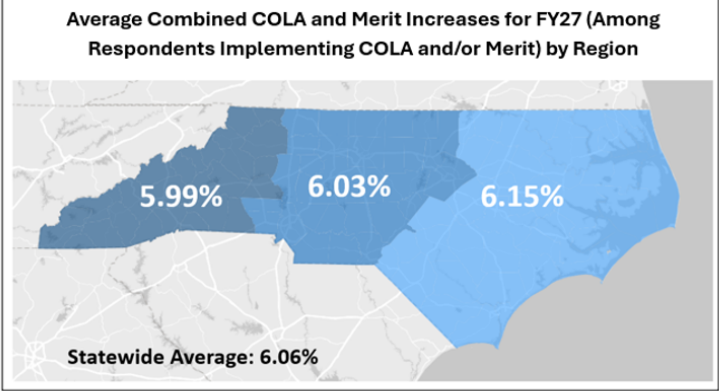 Average Combined COLA and Merit Increases for FY27 (Among
Respondents Implementing COLA and/or Merit) by Region
5.99%
6.03%
6.15%
Statewide Average: 6.06%